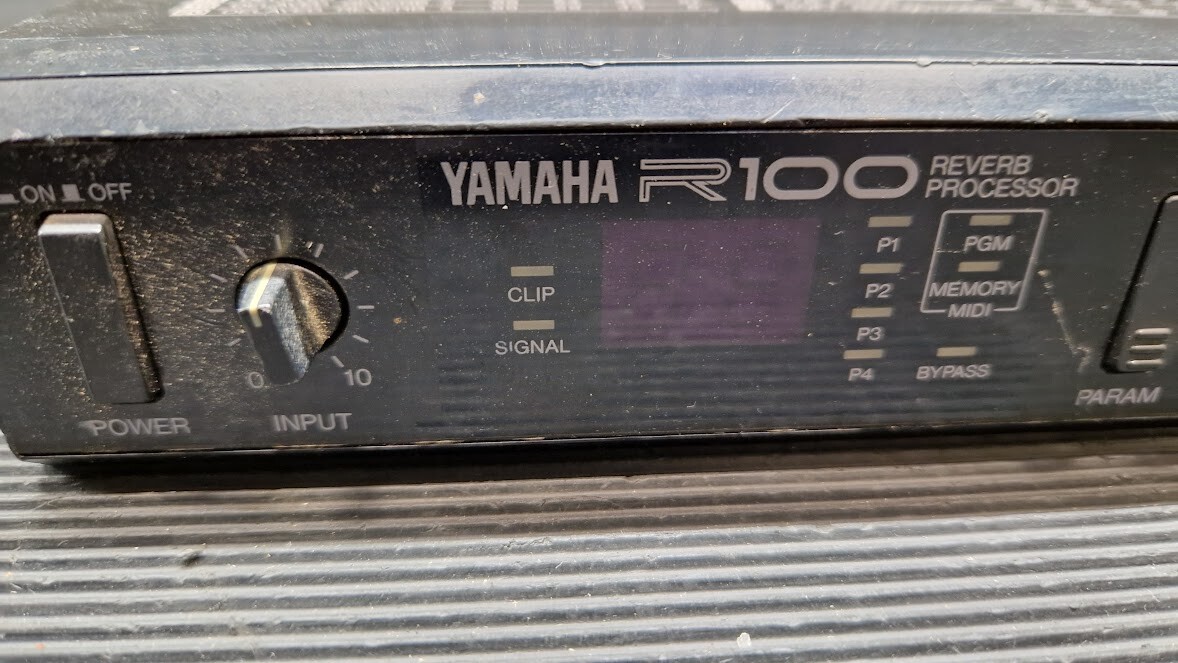 YAMAHA R100 REVERB
PROCESSOR
ON OFF
P1
PGM
CLIP
P2
MEMORY
MIDI
P3
SIGNAL
P4
BYPASS
0
10
PARAM
POWER
INPUT